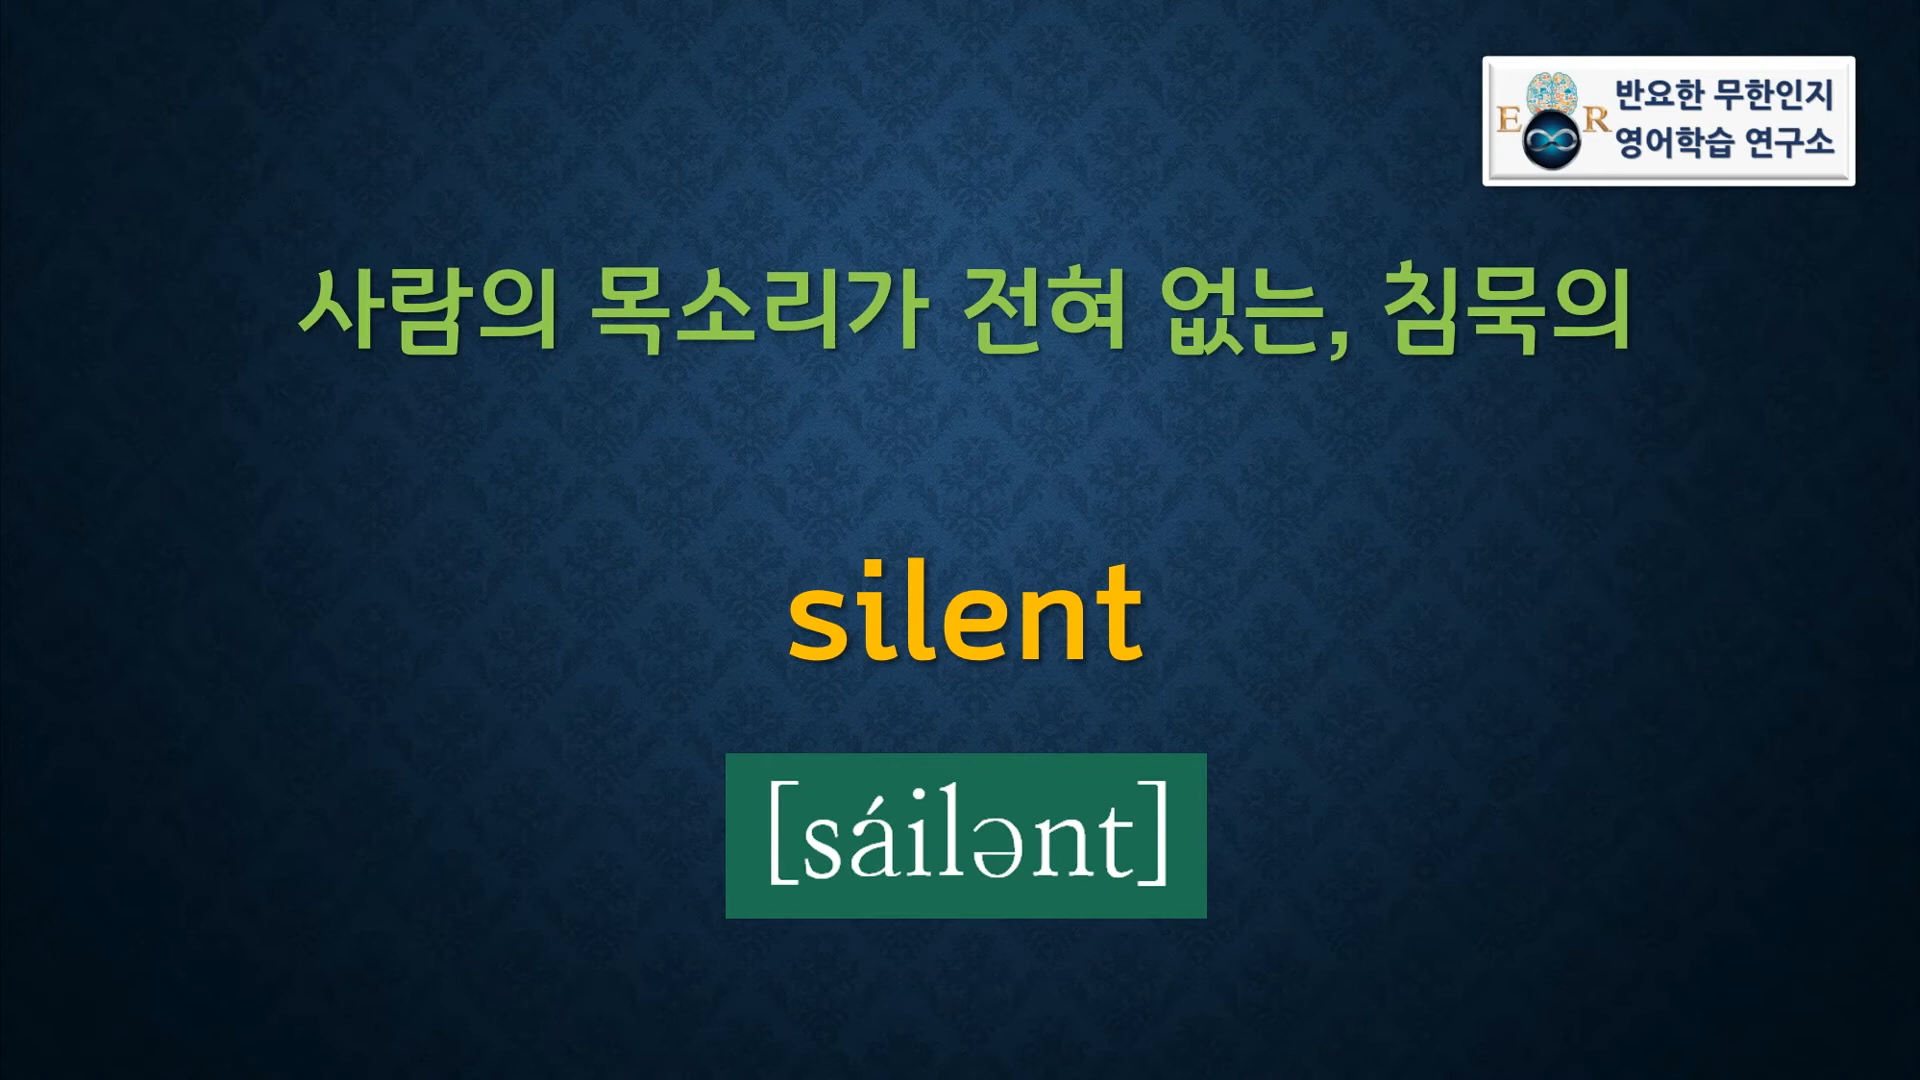 반요한 무한인지
E R
영어학습 연구소
사람의 목소리가 전혀 없는, 침묵의
silent
[sáilənt]